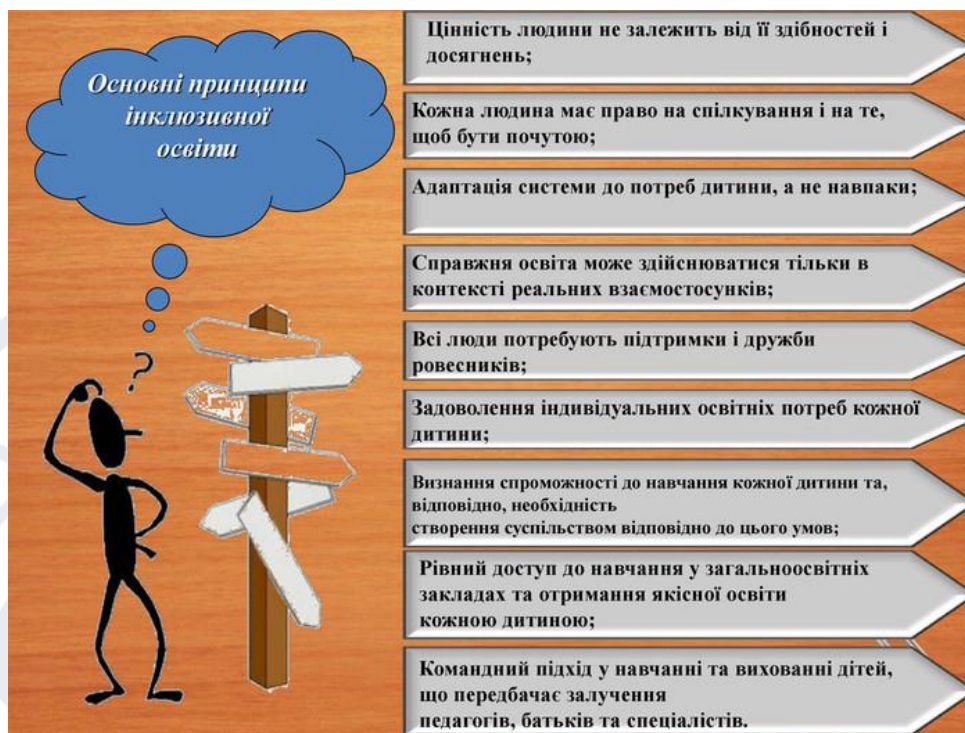 Основні принципи
інклюзивної
освіти
Цінність людини не залежить від її здібностей і
досягнень;
Кожна людина має право на спілкування і на те,
щоб бути почутою;
Адаптація системи до потреб дитини, а не навпаки;
Справжня освіта може здійснюватися тільки в
контексті реальних взаємостосунків;
Всі люди потребують підтримки і дружби
ровесників;
Задоволення індивідуальних освітніх потреб кожної
дитини;
Визнання спроможності до навчання кожної дитини та,
відповідно, необхідність
створення суспільством відповідно до цього умов;
Рівний доступ до навчання у загальноосвітніх
закладах та отримання якісної освіти
кожною дитиною;
Командний підхід у навчанні та вихованні дітей,
що передбачає залучення
педагогів, батьків та спеціалістів.
?